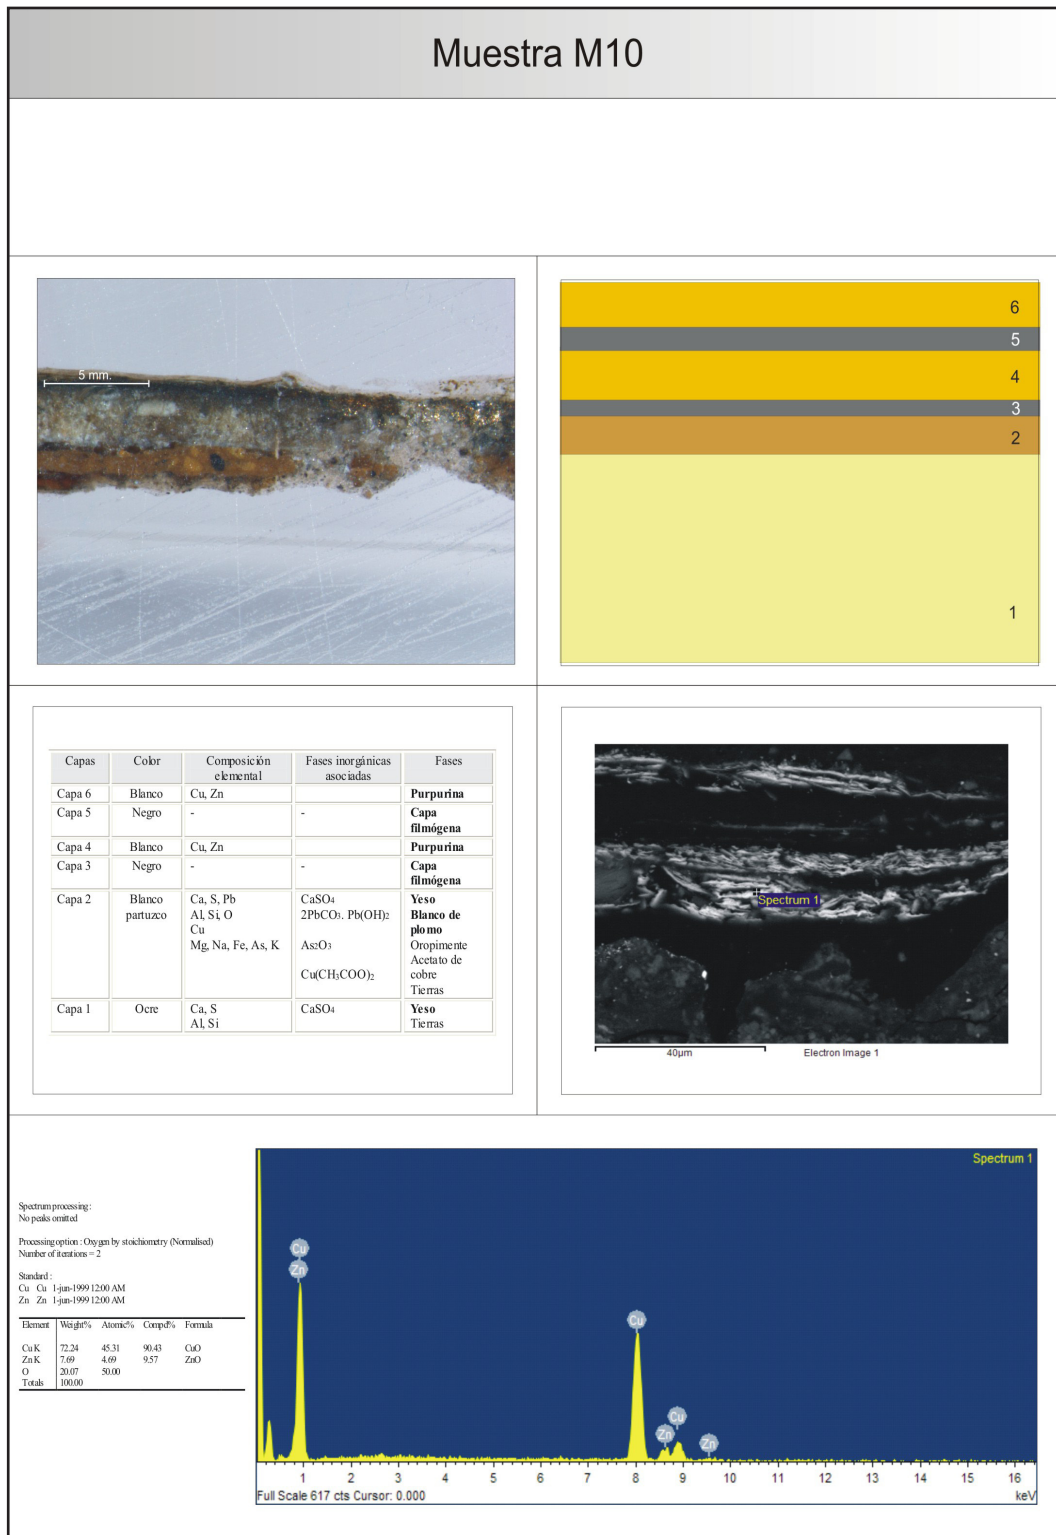 Muestra M10
5 mm.
6
5
4
3
2
1
Capas Color Composición elemental Fases inorgánicas asociadas Fases
Capa 6 Blanco Cu, Zn Purpurina
Capa 5 Negro - - Capa filmógena
Capa 4 Blanco Cu, Zn Purpurina
Capa 3 Negro - - Capa filmógena
Capa 2 Blanco partuzco Ca, S, Pb CaSO4 Yeso
Al, Si, O 2PbCO3. Pb(OH)2 Blanco de plomo
Cu
Mg, Na, Fe, As, K As2O3 Oropimente
Acetato de cobre
Cu(CH3COO)2
Tierras
Capa 1 Ocre Ca, S CaSO4 Yeso
Al, Si Tierras
Spectrum 1
40µm Electron Image 1
Spectrum processing :
No peaks omitted
Processing option : Oxygen by stoichiometry (Normalised)
Number of iterations = 2
Standard :
Cu Cu 1-jun-1999 12:00 AM
Zn Zn 1-jun-1999 12:00 AM
Element Weight% Atomic% Compd% Formula
Cu K 72.24 45.31 90.43 CuO
Zn K 7.69 4.69 9.57 ZnO
O 20.07 50.00
Totals 100.00
Spectrum 1
Cu
Zn
Cu
Cu
Zn
Zn
1 2 3 4 5 6 7 8 9 10 11 12 13 14 15 16
Full Scale 617 cts Cursor: 0.000 keV